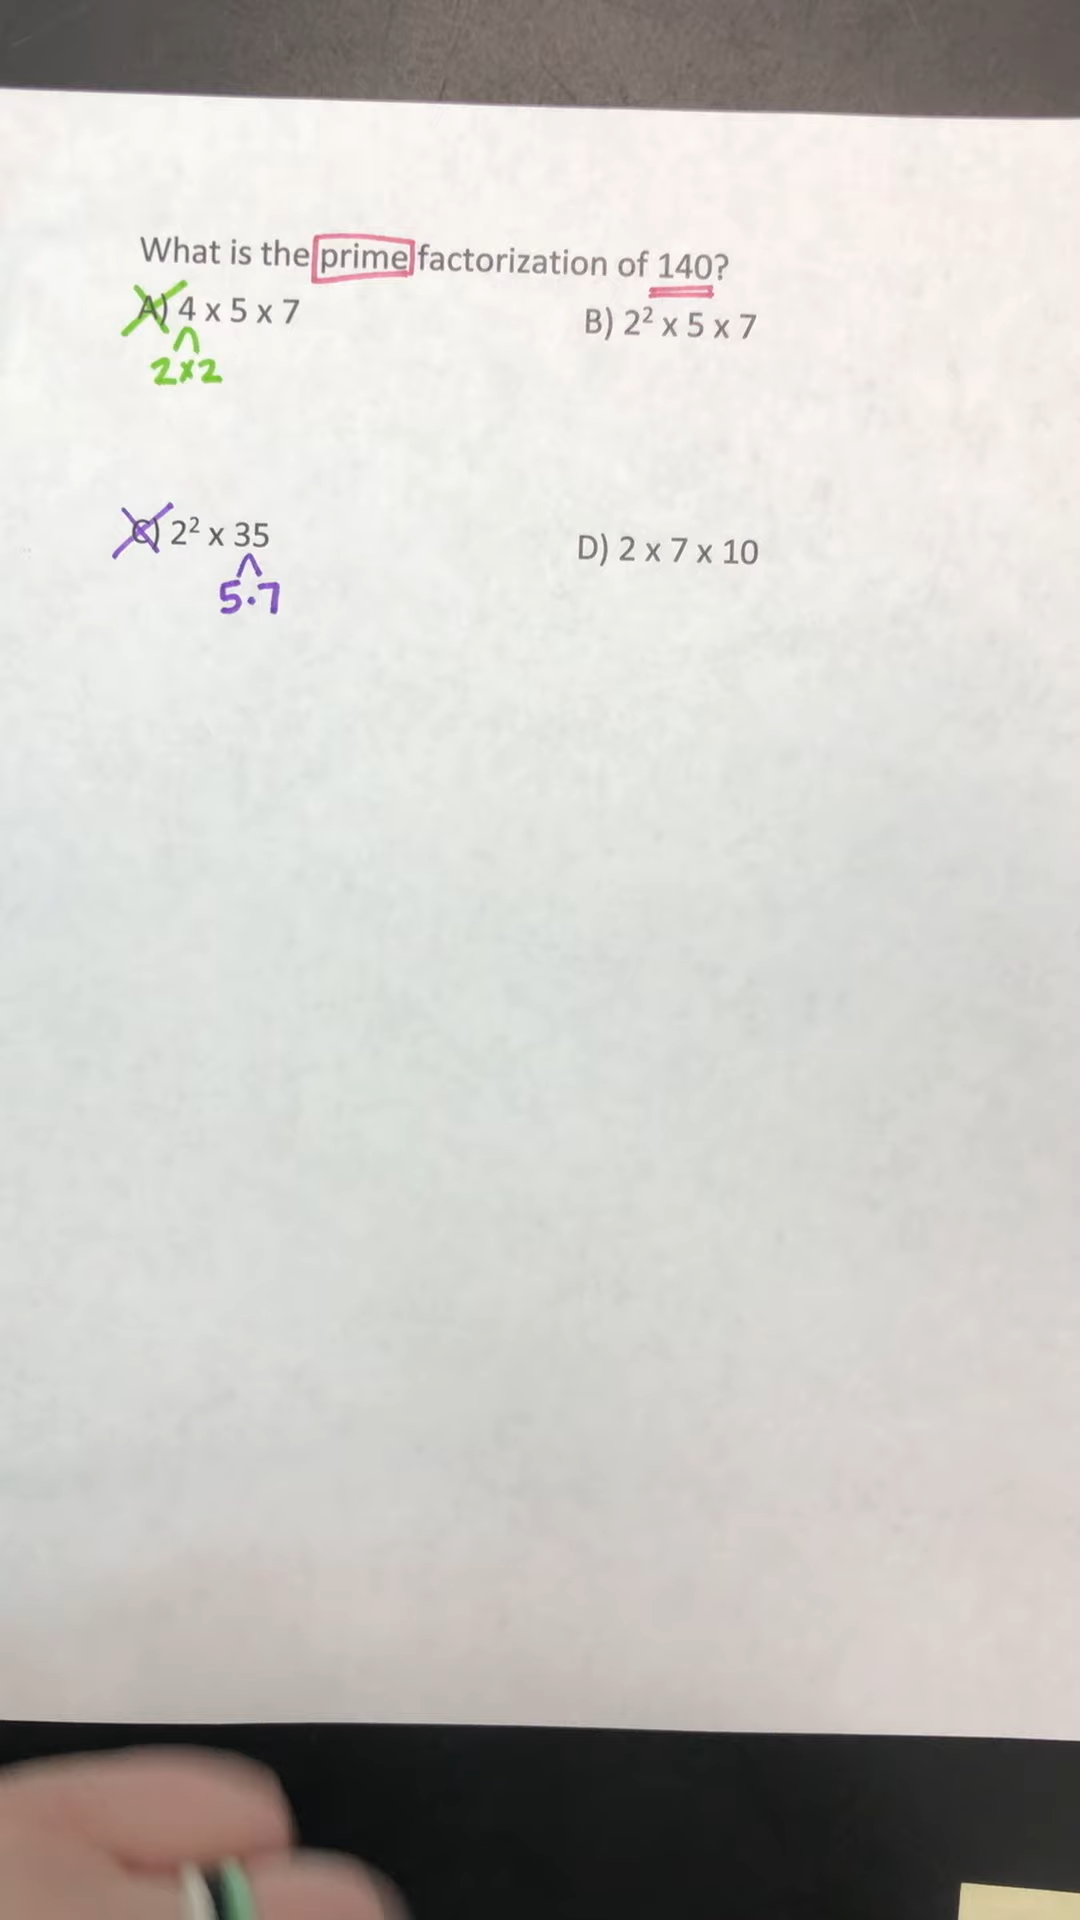 What is the prime factorization of 140?
A) 4 x 5 x 7
B) 2² x 5 x 7
2x2
C) 2² x 35
D) 2 x 7 x 10
5·7